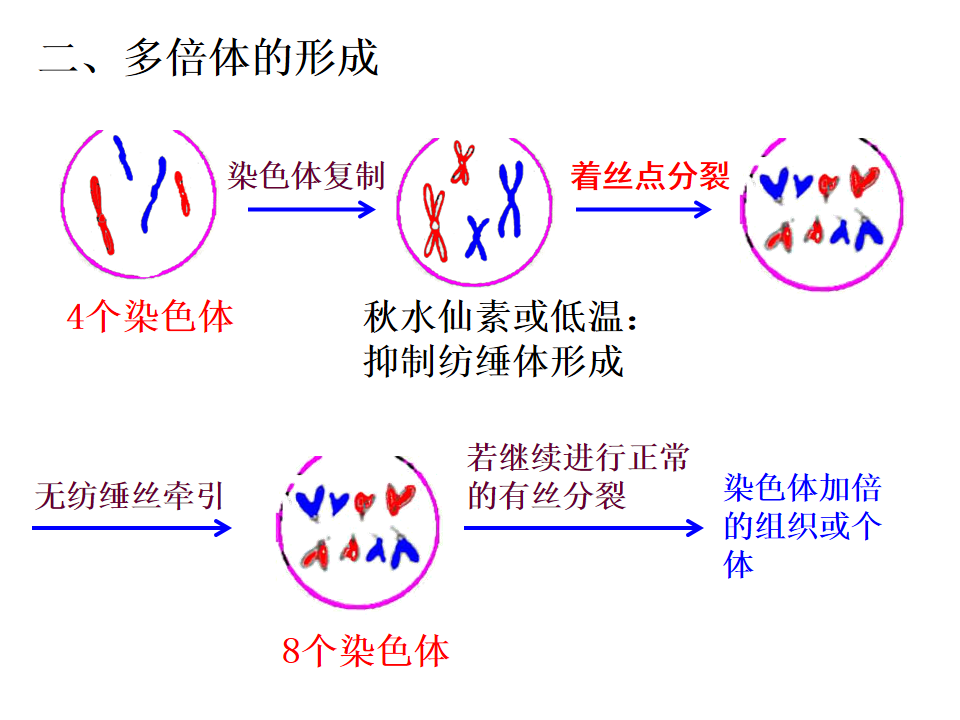 二、多倍体的形成
染色体复制
着丝点分裂
4个染色体
秋水仙素或低温：
抑制纺缍体形成
无纺缍丝牵引
若继续进行正常
的有丝分裂
染色体加倍
的组织或个
体
8个染色体